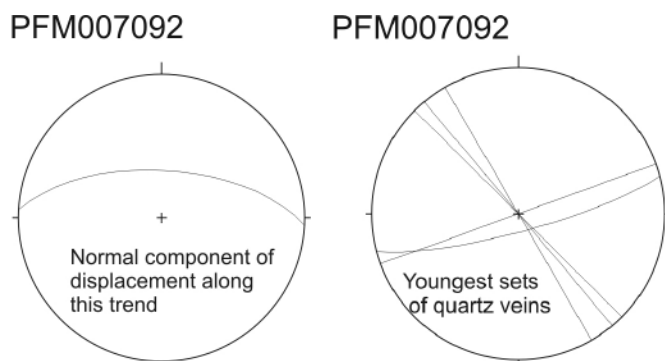 PFM007092
Normal component of
displacement along
this trend
PFM007092
Youngest sets
of quartz veins